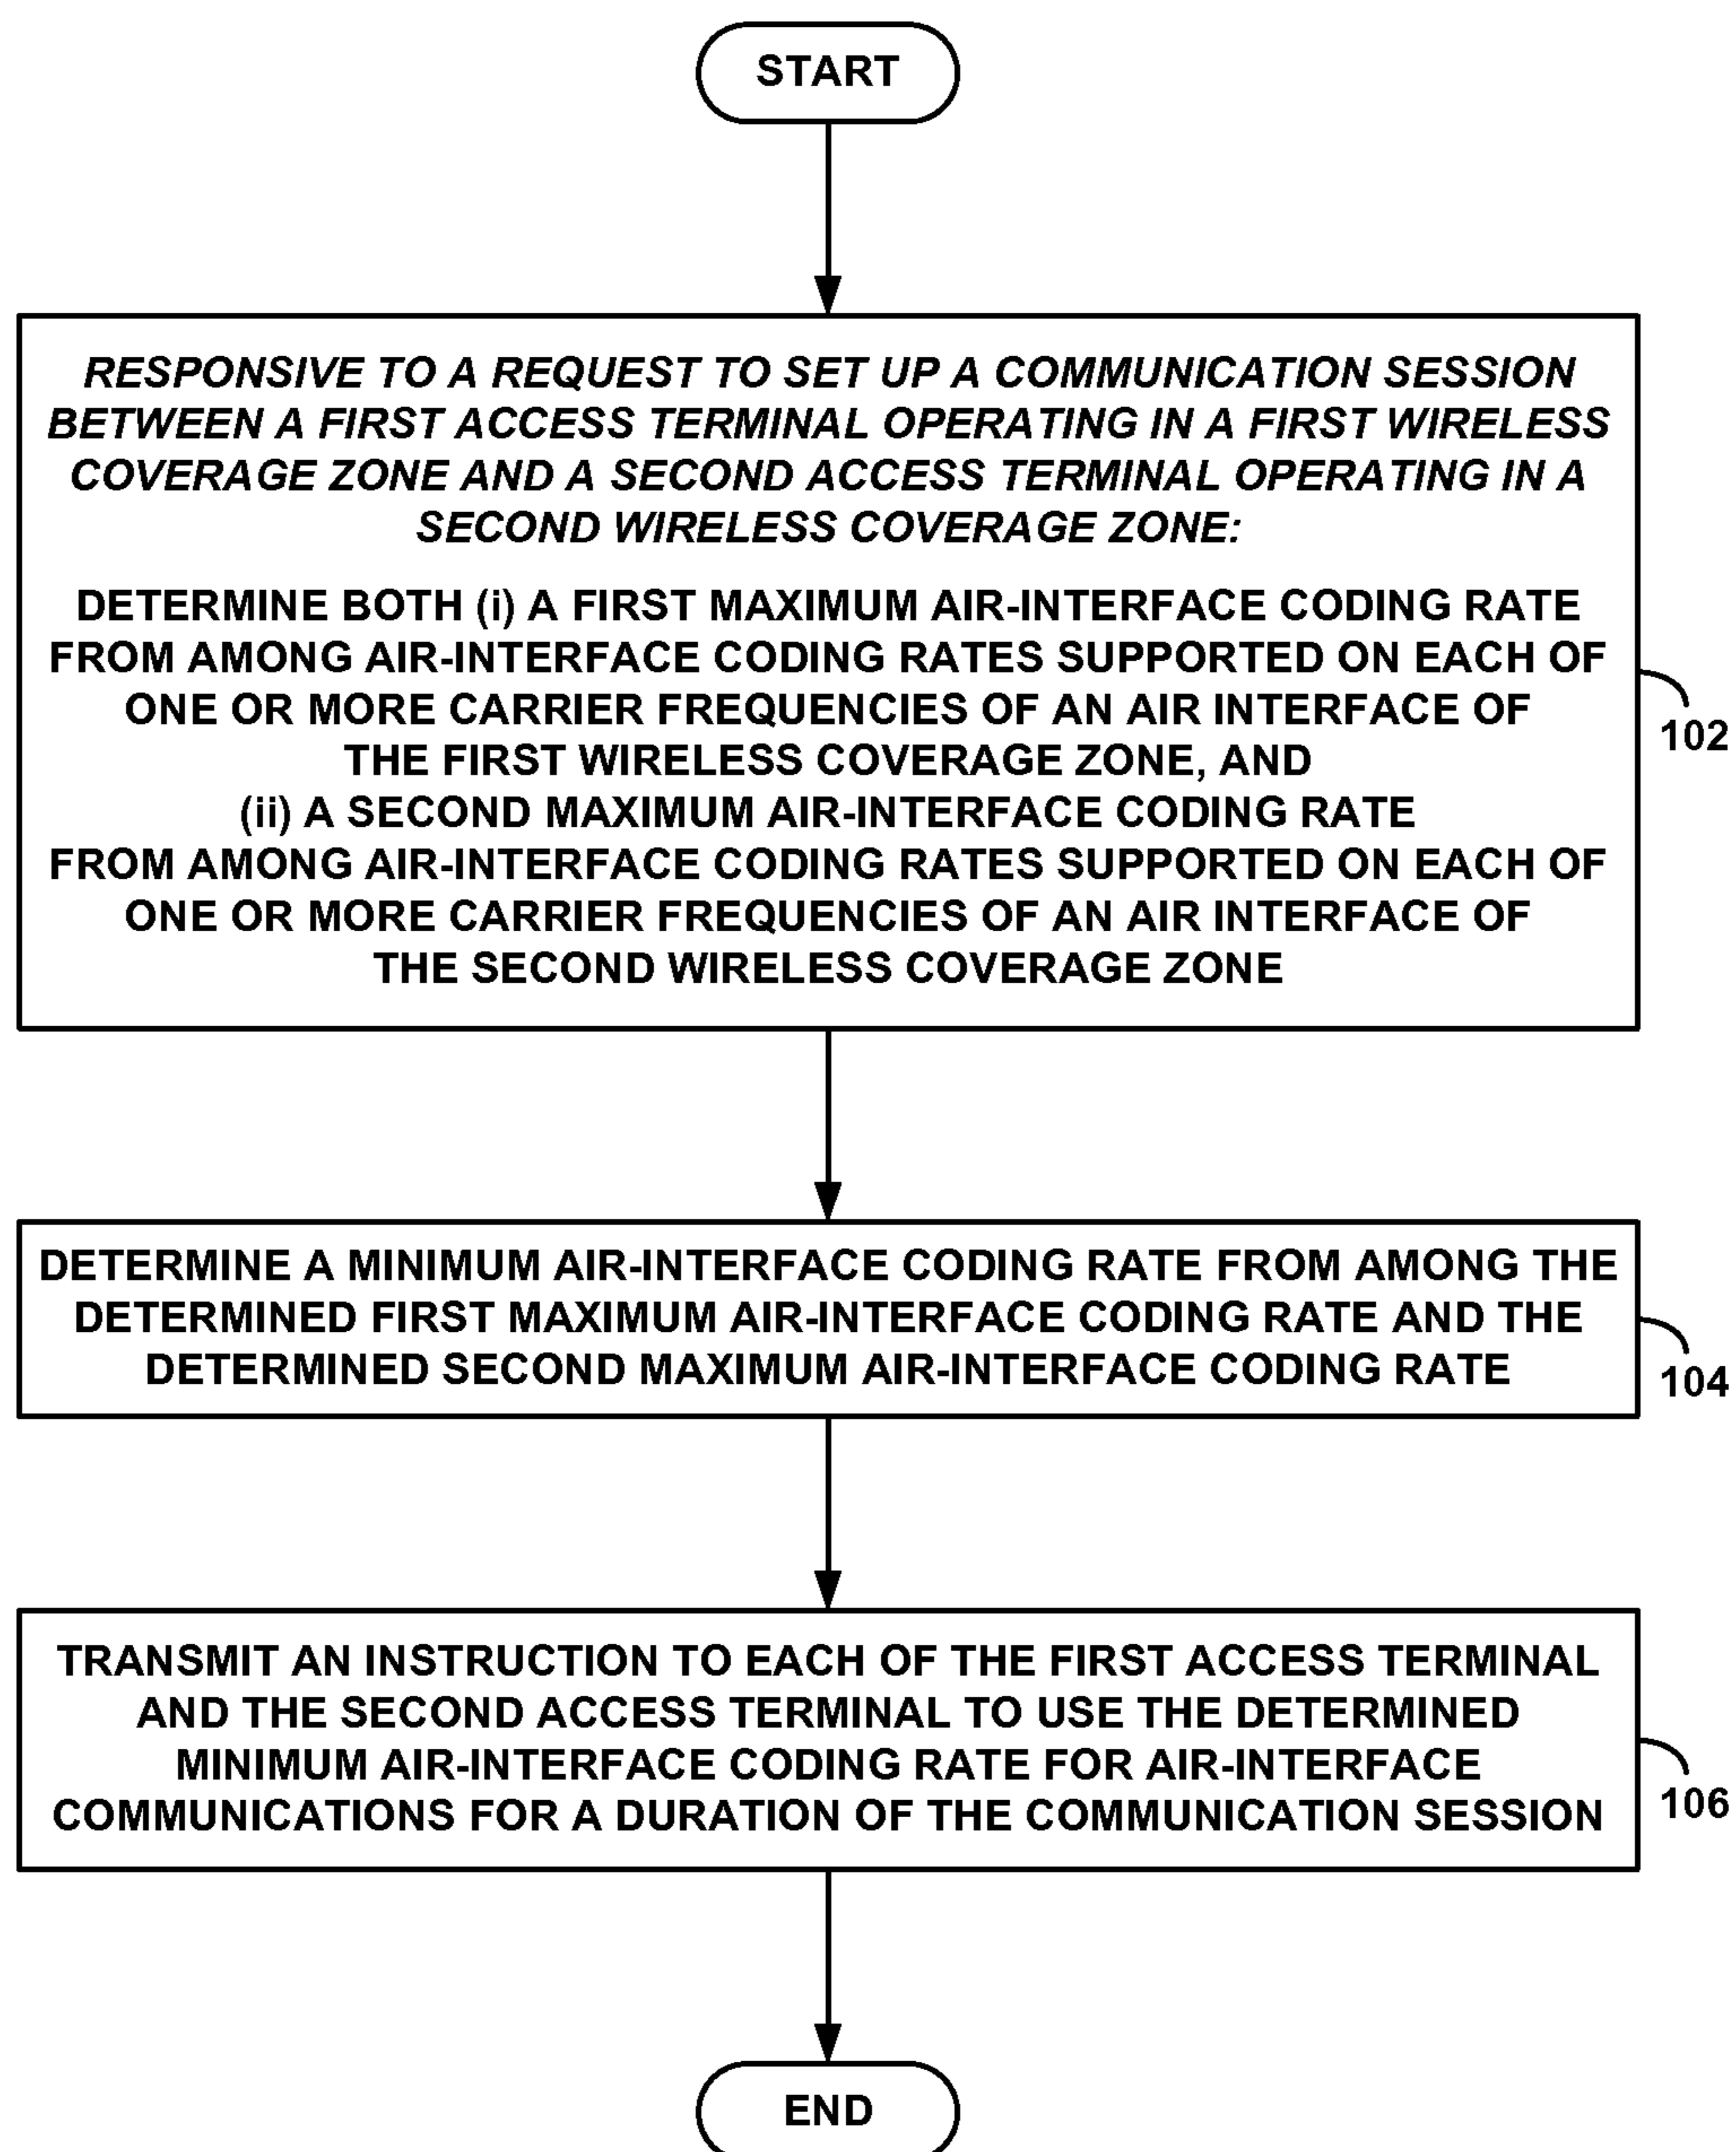 START
RESPONSIVE TO A REQUEST TO SET UP A COMMUNICATION SESSION
BETWEEN A FIRST ACCESS TERMINAL OPERATING IN A FIRST WIRELESS
COVERAGE ZONE AND A SECOND ACCESS TERMINAL OPERATING IN A
SECOND WIRELESS COVERAGE ZONE:
DETERMINE BOTH (i) A FIRST MAXIMUM AIR-INTERFACE CODING RATE
FROM AMONG AIR-INTERFACE CODING RATES SUPPORTED ON EACH OF
ONE OR MORE CARRIER FREQUENCIES OF AN AIR INTERFACE OF
THE FIRST WIRELESS COVERAGE ZONE, AND
(ii) A SECOND MAXIMUM AIR-INTERFACE CODING RATE
FROM AMONG AIR-INTERFACE CODING RATES SUPPORTED ON EACH OF
ONE OR MORE CARRIER FREQUENCIES OF AN AIR INTERFACE OF
THE SECOND WIRELESS COVERAGE ZONE
102
DETERMINE A MINIMUM AIR-INTERFACE CODING RATE FROM AMONG THE
DETERMINED FIRST MAXIMUM AIR-INTERFACE CODING RATE AND THE
DETERMINED SECOND MAXIMUM AIR-INTERFACE CODING RATE
104
TRANSMIT AN INSTRUCTION TO EACH OF THE FIRST ACCESS TERMINAL
AND THE SECOND ACCESS TERMINAL TO USE THE DETERMINED
MINIMUM AIR-INTERFACE CODING RATE FOR AIR-INTERFACE
COMMUNICATIONS FOR A DURATION OF THE COMMUNICATION SESSION
106
END